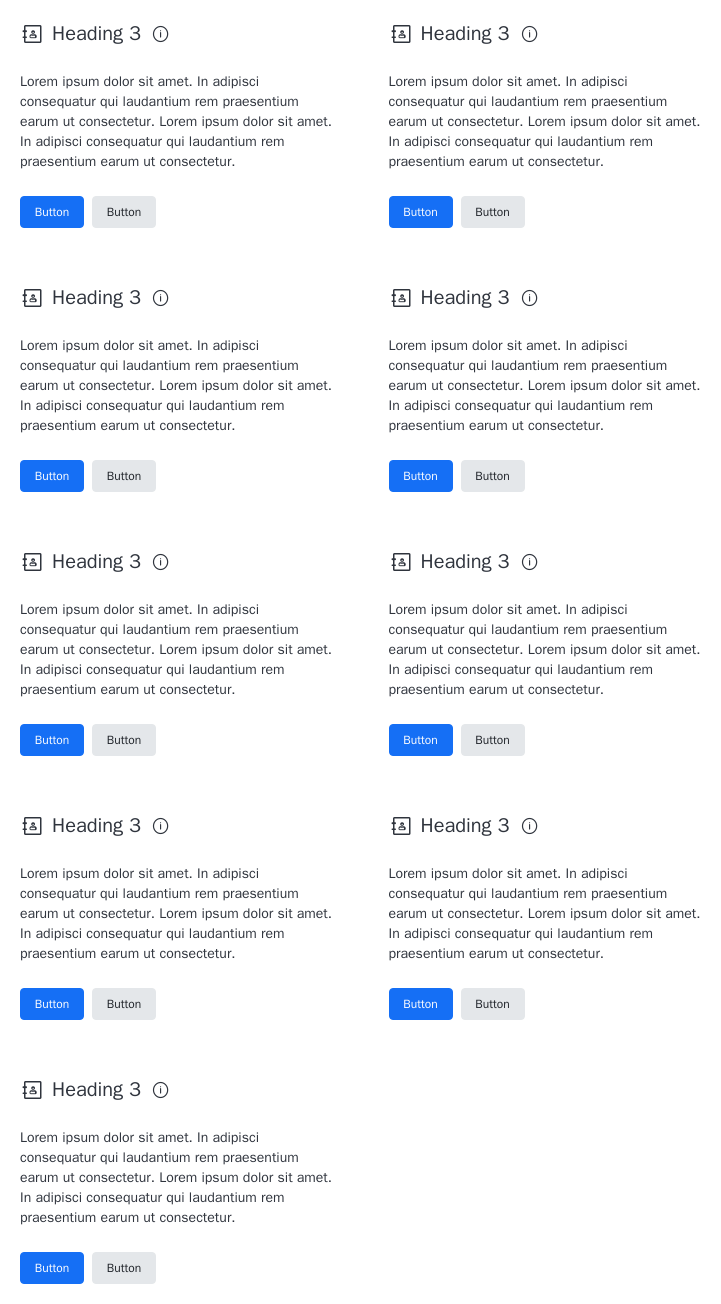 Heading 3
Lorem ipsum dolor sit amet. In adipisci
consequatur qui laudantium rem praesentium
earum ut consectetur. Lorem ipsum dolor sit amet.
In adipisci consequatur qui laudantium rem
praesentium earum ut consectetur.
Button Button
Heading 3
Lorem ipsum dolor sit amet. In adipisci
consequatur qui laudantium rem praesentium
earum ut consectetur. Lorem ipsum dolor sit amet.
In adipisci consequatur qui laudantium rem
praesentium earum ut consectetur.
Button Button
Heading 3
Lorem ipsum dolor sit amet. In adipisci
consequatur qui laudantium rem praesentium
earum ut consectetur. Lorem ipsum dolor sit amet.
In adipisci consequatur qui laudantium rem
praesentium earum ut consectetur.
Button Button
Heading 3
Lorem ipsum dolor sit amet. In adipisci
consequatur qui laudantium rem praesentium
earum ut consectetur. Lorem ipsum dolor sit amet.
In adipisci consequatur qui laudantium rem
praesentium earum ut consectetur.
Button Button
Heading 3
Lorem ipsum dolor sit amet. In adipisci
consequatur qui laudantium rem praesentium
earum ut consectetur. Lorem ipsum dolor sit amet.
In adipisci consequatur qui laudantium rem
praesentium earum ut consectetur.
Button Button
Heading 3
Lorem ipsum dolor sit amet. In adipisci
consequatur qui laudantium rem praesentium
earum ut consectetur. Lorem ipsum dolor sit amet.
In adipisci consequatur qui laudantium rem
praesentium earum ut consectetur.
Button Button
Heading 3
Lorem ipsum dolor sit amet. In adipisci
consequatur qui laudantium rem praesentium
earum ut consectetur. Lorem ipsum dolor sit amet.
In adipisci consequatur qui laudantium rem
praesentium earum ut consectetur.
Button Button
Heading 3
Lorem ipsum dolor sit amet. In adipisci
consequatur qui laudantium rem praesentium
earum ut consectetur. Lorem ipsum dolor sit amet.
In adipisci consequatur qui laudantium rem
praesentium earum ut consectetur.
Button Button
Heading 3
Lorem ipsum dolor sit amet. In adipisci
consequatur qui laudantium rem praesentium
earum ut consectetur. Lorem ipsum dolor sit amet.
In adipisci consequatur qui laudantium rem
praesentium earum ut consectetur.
Button Button